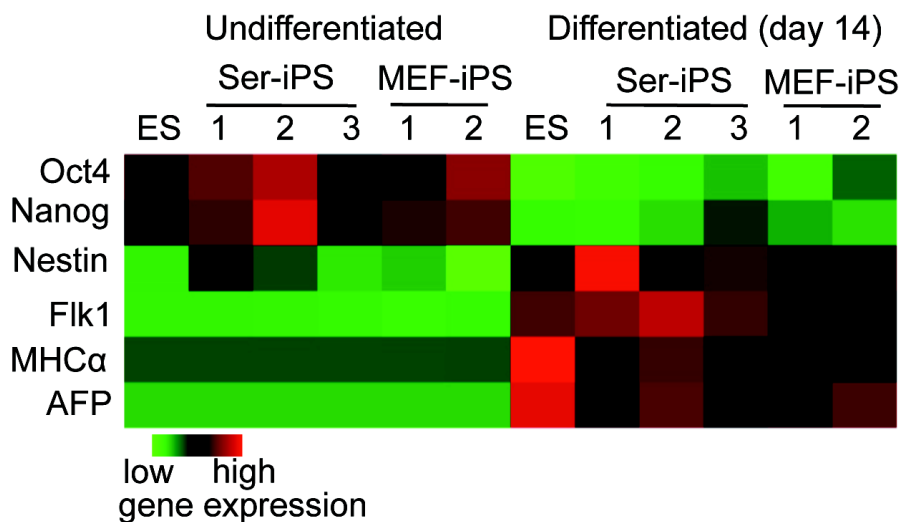 Undifferentiated Differentiated (day 14)
Ser-iPS MEF-iPS Ser-iPS MEF-iPS
ES 1 2 3 1 2 ES 1 2 3 1 2
Oct4
Nanog
Nestin
Flk1
MHCα
AFP
low high
gene expression